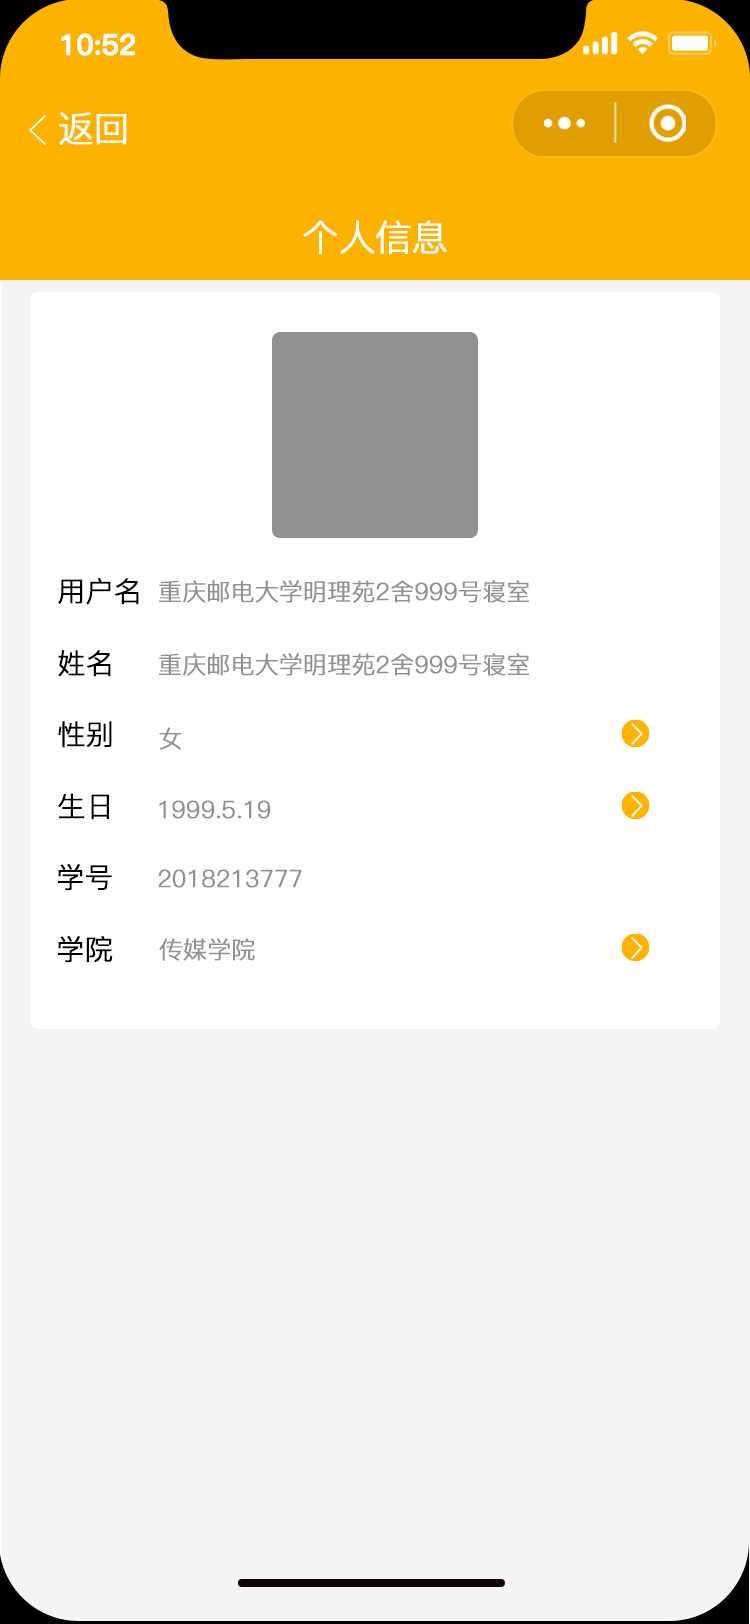 10:52
返回
个人信息
用户名 重庆邮电大学明理苑2舍999号寝室
姓名 重庆邮电大学明理苑2舍999号寝室
性别 女
生日 1999.5.19
学号 2018213777
学院 传媒学院